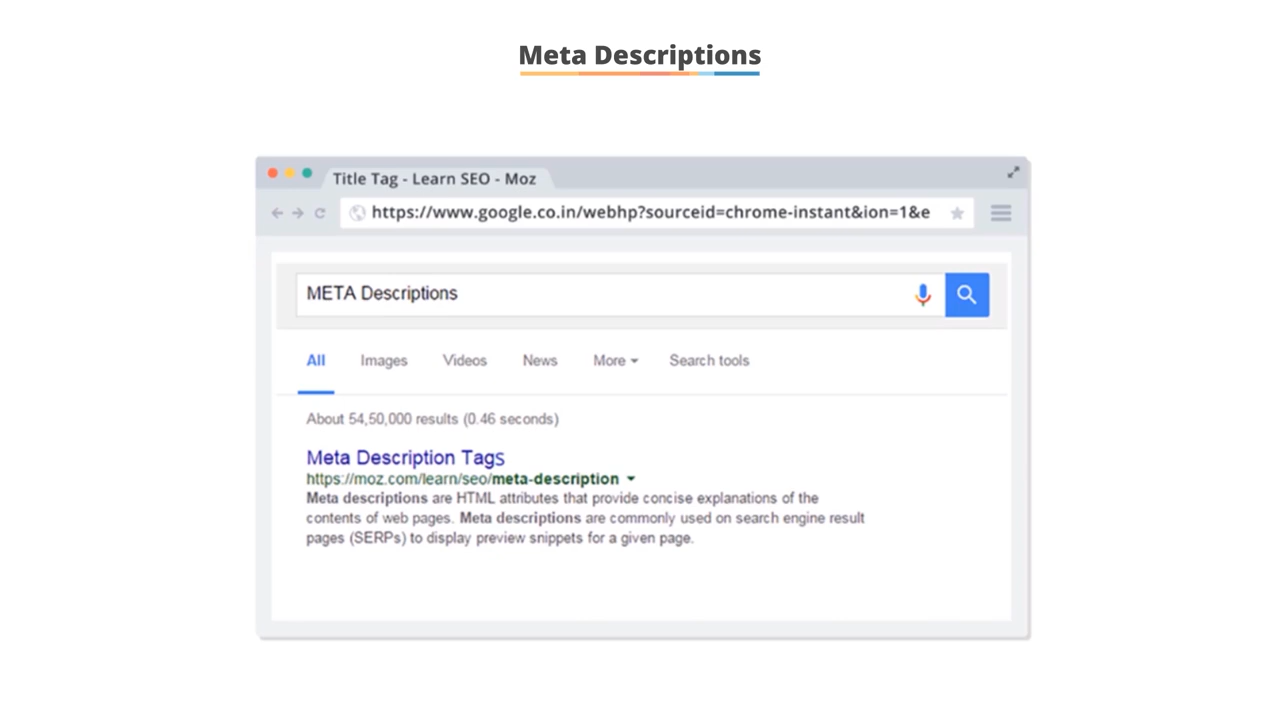 Meta Descriptions
Title Tag - Learn SEO - Moz
https://www.google.co.in/webhp?sourceid=chrome-instant&ion=1&e
META Descriptions
All Images Videos News More Search tools
About 54,50,000 results (0.46 seconds)
Meta Description Tags
https://moz.com/learn/seo/meta-description
Meta descriptions are HTML attributes that provide concise explanations of the
contents of web pages. Meta descriptions are commonly used on search engine result
pages (SERPs) to display preview snippets for a given page.